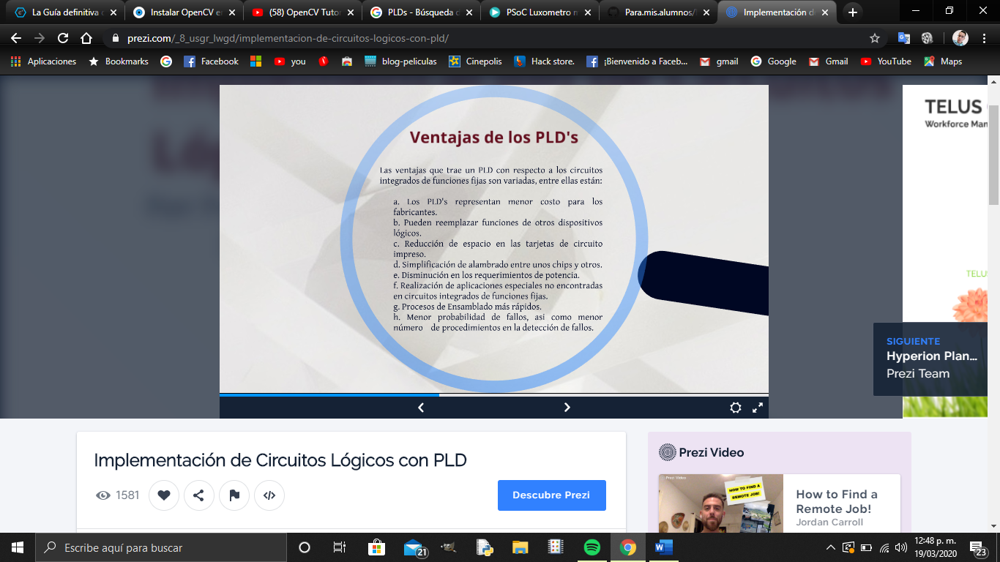 La Guía definitiva
Instalar OpenCV e
(58) OpenCV Tuto
PLDs - Búsqueda
PSoC Luxometro
Para.mis.alumnos/
Implementación d
prezi.com/_8_usgr_lwgd/implementacion-de-circuitos-logicos-con-pld/
Aplicaciones
Bookmarks
Facebook
you
blog-peliculas
Cinepolis
Hack store.
¡Bienvenido a Faceb...
gmail
Google
Gmail
YouTube
Maps
Ventajas de los PLD's
Las ventajas que trae un PLD con respecto a los circuitos
integrados de funciones fijas son variadas, entre ellas están:
a. Los PLD's representan menor costo para los
fabricantes.
b. Pueden reemplazar funciones de otros dispositivos
lógicos.
c. Reducción de espacio en las tarjetas de circuito
impreso.
d. Simplificación de alambrado entre unos chips y otros.
e. Disminución en los requerimientos de potencia.
f. Realización de aplicaciones especiales no encontradas
en circuitos integrados de funciones fijas.
g. Procesos de Ensamblado más rápidos.
h. Menor probabilidad de fallos, asi como menor
número de procedimientos en la detección de fallos.
TELUS
Workforce Man
TELU
SIGUIENTE
Hyperion Plan...
Prezi Team
Implementación de Circuitos Lógicos con PLD
1581
Descubre Prezi
Prezi Video
Prezi Video
HOW TO FIND A
REMOTE JOB!
How to Find a
Remote Job!
Jordan Carroll
Escribe aquí para buscar
21
12:48 p. m.
19/03/2020
23